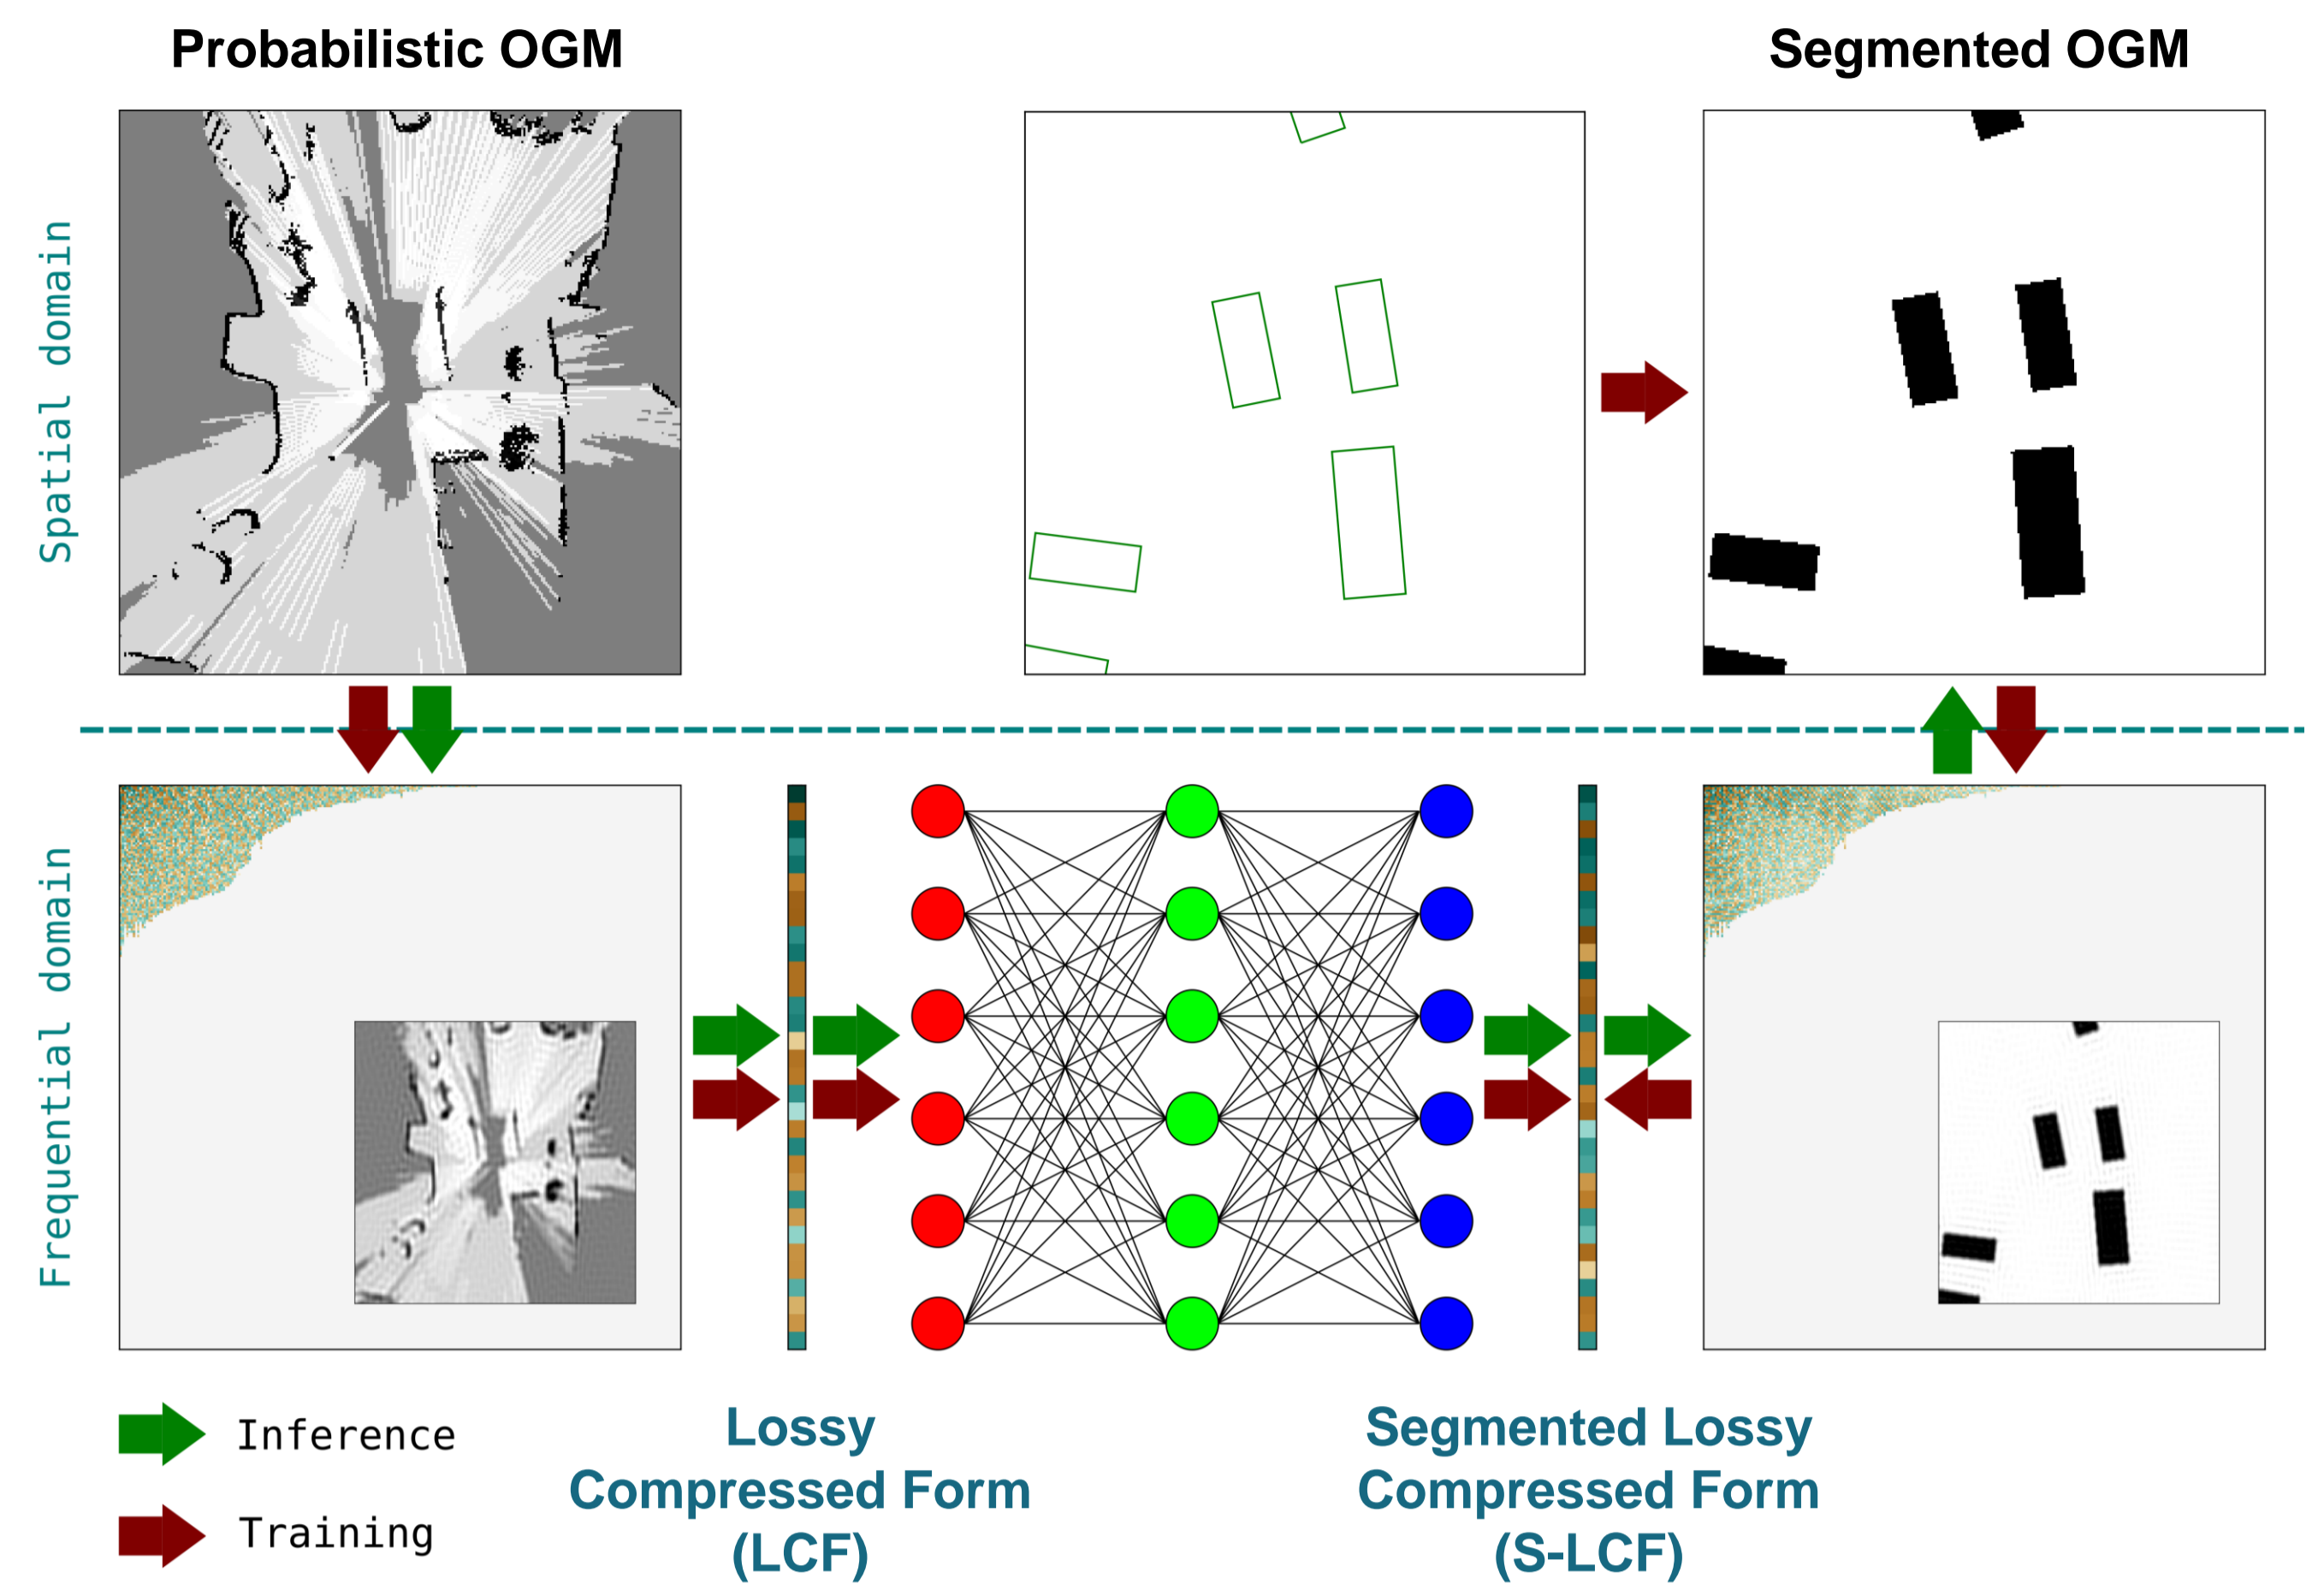 Probabilistic OGM
Segmented OGM
Spatial domain
Frequential domain
Inference
Training
Lossy
Compressed Form
(LCF)
Segmented Lossy
Compressed Form
(S-LCF)